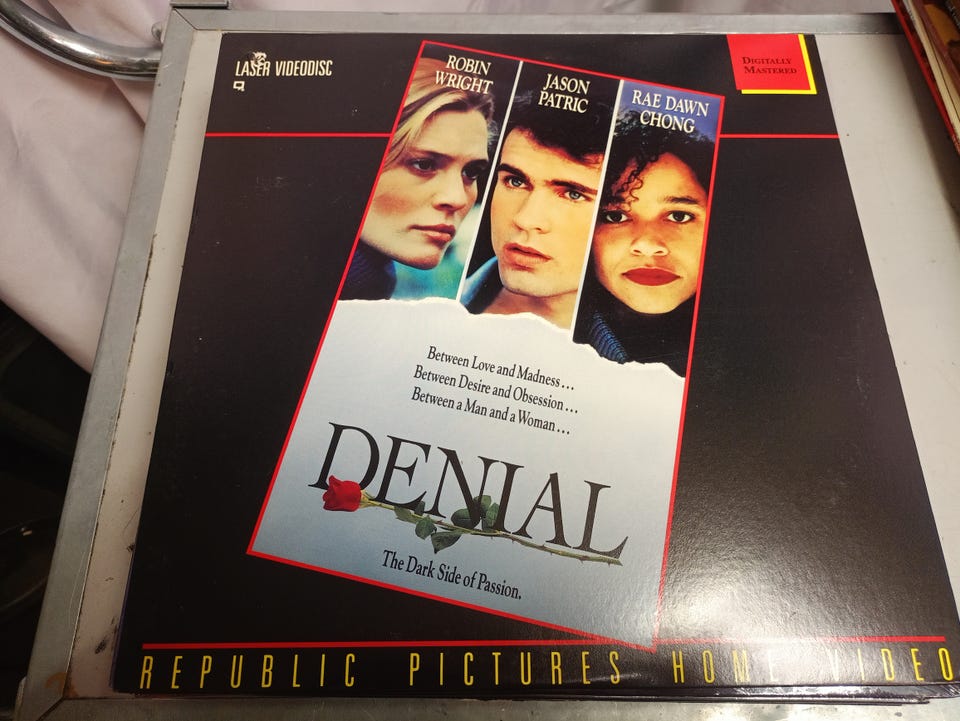 LASER VIDEODISC
DIGITALLY
MASTERED
ROBIN
WRIGHT
JASON
PATRIC
RAE DAWN
CHONG
Between Love and Madness...
Between Desire and Obsession...
Between a Man and a Woman...
DENIAL
The Dark Side of Passion.
REPUBLIC PICTURES HOME VIDEO